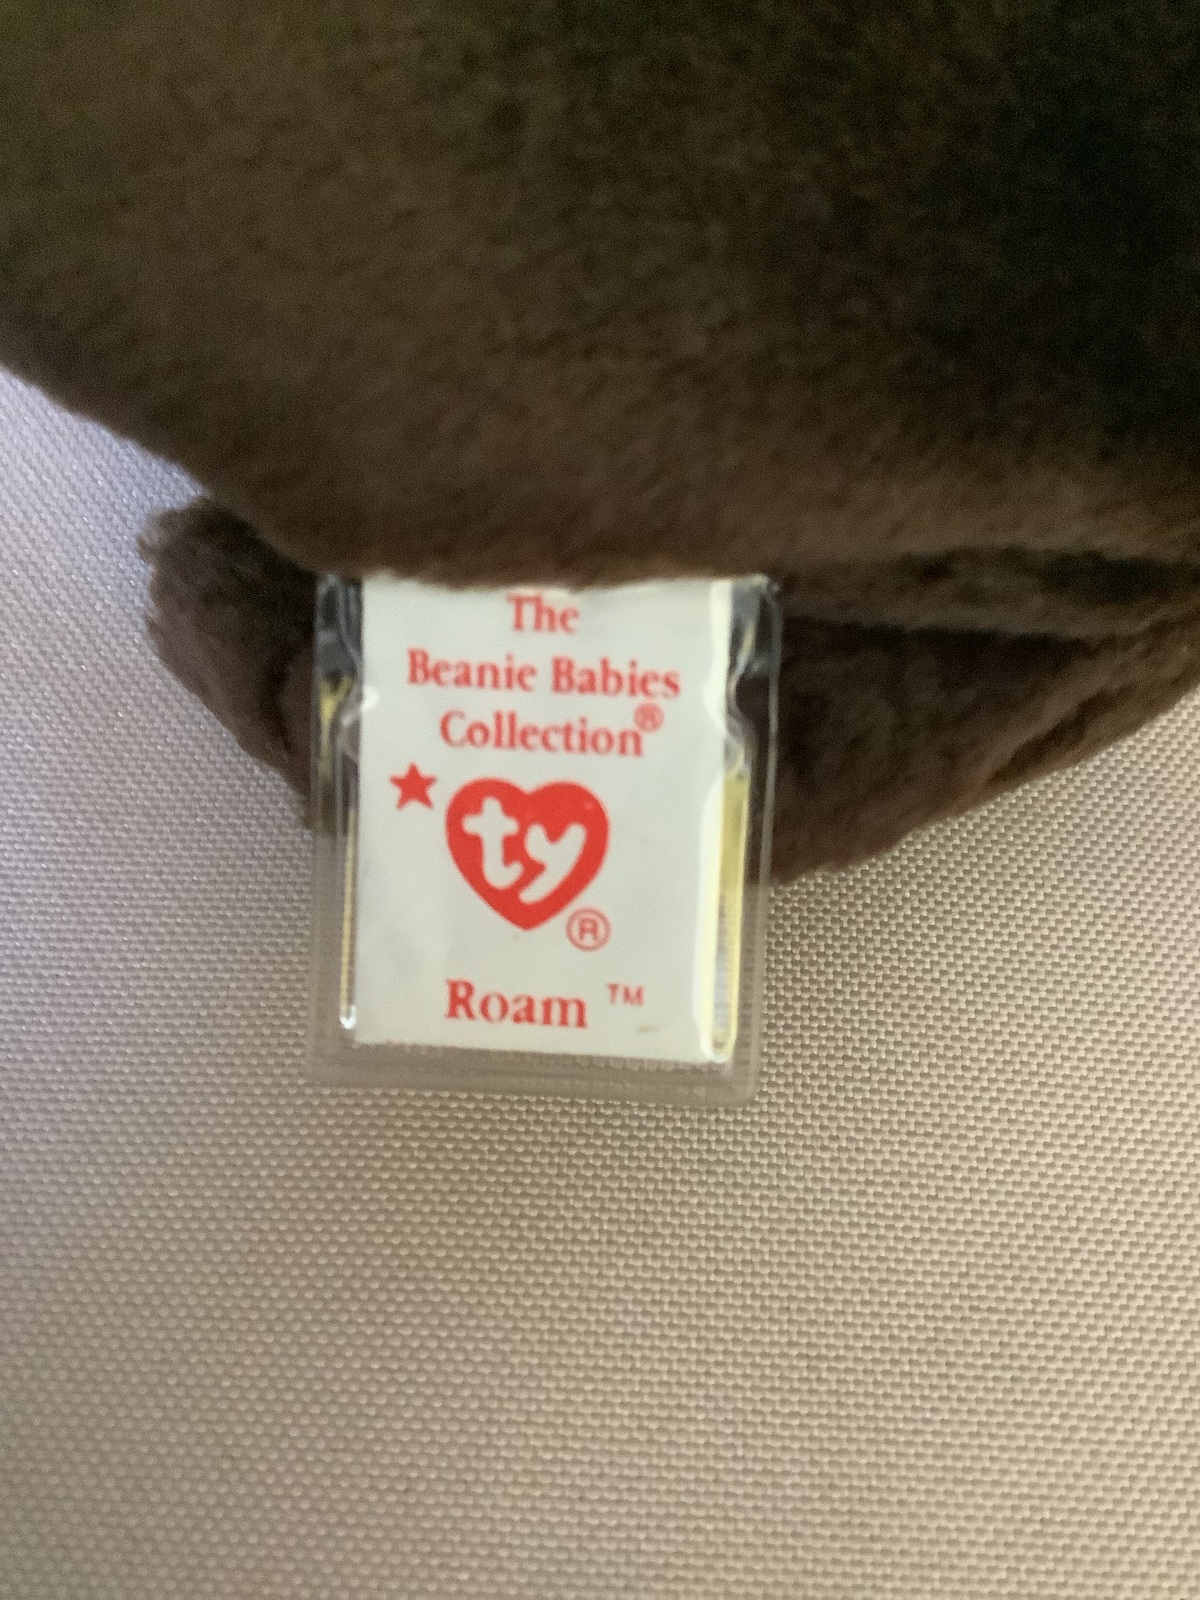 The
Beanie Babies
Collection®
ty
®
Roam ™